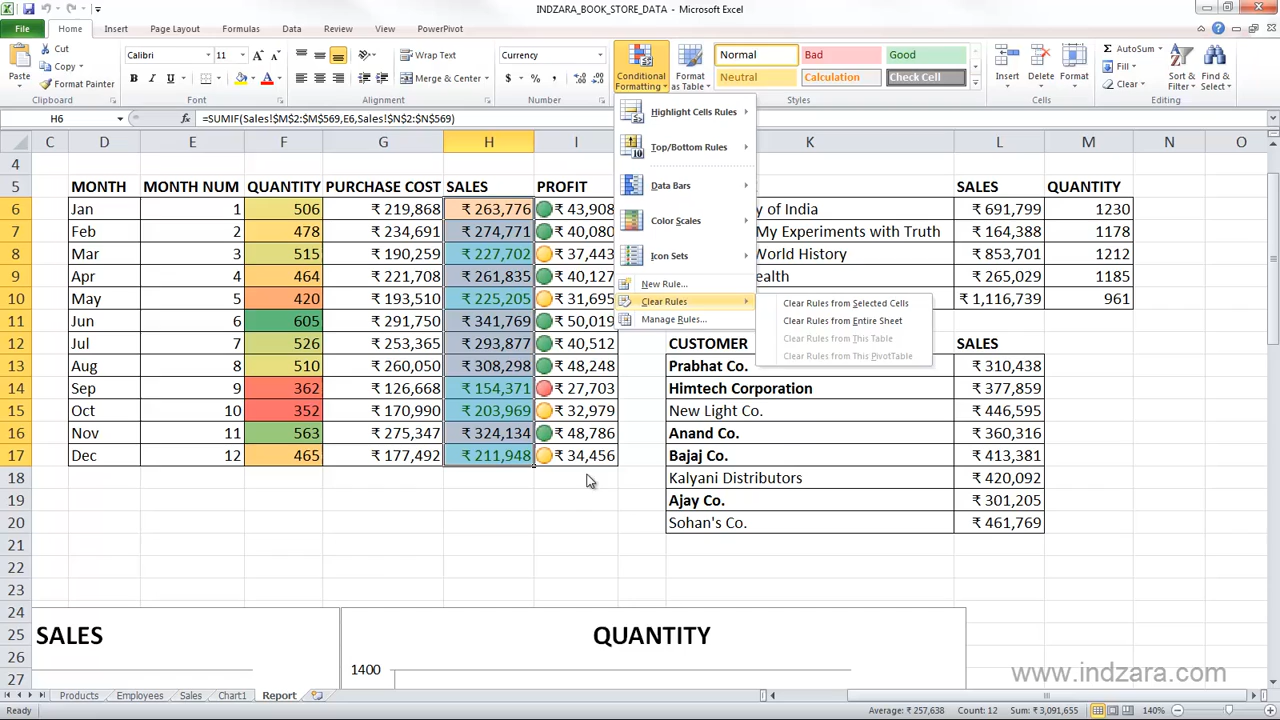 INDZARA_BOOK_STORE_DATA - Microsoft Excel
File Home Insert Page Layout Formulas Data Review View PowerPivot
Paste Cut Copy Format Painter Clipboard
Calibri 11 A A B I U A Font
Wrap Text Merge & Center Alignment
Currency $ % , Number
Conditional Formatting Format as Table Normal Bad Good Neutral Calculation Check Cell Styles
Insert Delete Format Cells
AutoSum Fill Clear Sort & Filter Find & Select Editing
H6 fx =SUMIF(Sales!$M$2:$M$569,E6,Sales!$N$2:$N$569)
Highlight Cells Rules
Top/Bottom Rules
Data Bars
Color Scales
Icon Sets
New Rule...
Clear Rules
Manage Rules...
Clear Rules from Selected Cells
Clear Rules from Entire Sheet
Clear Rules from This Table
Clear Rules from This PivotTable
C D E F G H I K L M N O
4
5 MONTH MONTH NUM QUANTITY PURCHASE COST SALES PROFIT SALES QUANTITY
6 Jan 1 506 ₹ 219,868 ₹ 263,776 ₹ 43,908 y of India ₹ 691,799 1230
7 Feb 2 478 ₹ 234,691 ₹ 274,771 ₹ 40,080 My Experiments with Truth ₹ 164,388 1178
8 Mar 3 515 ₹ 190,259 ₹ 227,702 ₹ 37,443 World History ₹ 853,701 1212
9 Apr 4 464 ₹ 221,708 ₹ 261,835 ₹ 40,127 ealth ₹ 265,029 1185
10 May 5 420 ₹ 193,510 ₹ 225,205 ₹ 31,695 ₹ 1,116,739 961
11 Jun 6 605 ₹ 291,750 ₹ 341,769 ₹ 50,019
12 Jul 7 526 ₹ 253,365 ₹ 293,877 ₹ 40,512 CUSTOMER SALES
13 Aug 8 510 ₹ 260,050 ₹ 308,298 ₹ 48,248 Prabhat Co. ₹ 310,438
14 Sep 9 362 ₹ 126,668 ₹ 154,371 ₹ 27,703 Himtech Corporation ₹ 377,859
15 Oct 10 352 ₹ 170,990 ₹ 203,969 ₹ 32,979 New Light Co. ₹ 446,595
16 Nov 11 563 ₹ 275,347 ₹ 324,134 ₹ 48,786 Anand Co. ₹ 360,316
17 Dec 12 465 ₹ 177,492 ₹ 211,948 ₹ 34,456 Bajaj Co. ₹ 413,381
18 Kalyani Distributors ₹ 420,092
19 Ajay Co. ₹ 301,205
20 Sohan's Co. ₹ 461,769
21
22
23
24
25 SALES QUANTITY
26
27 1400
www.indzara.com
Products Employees Sales Chart1 Report
Ready Average: ₹ 257,638 Count: 12 Sum: ₹ 3,091,655 140%